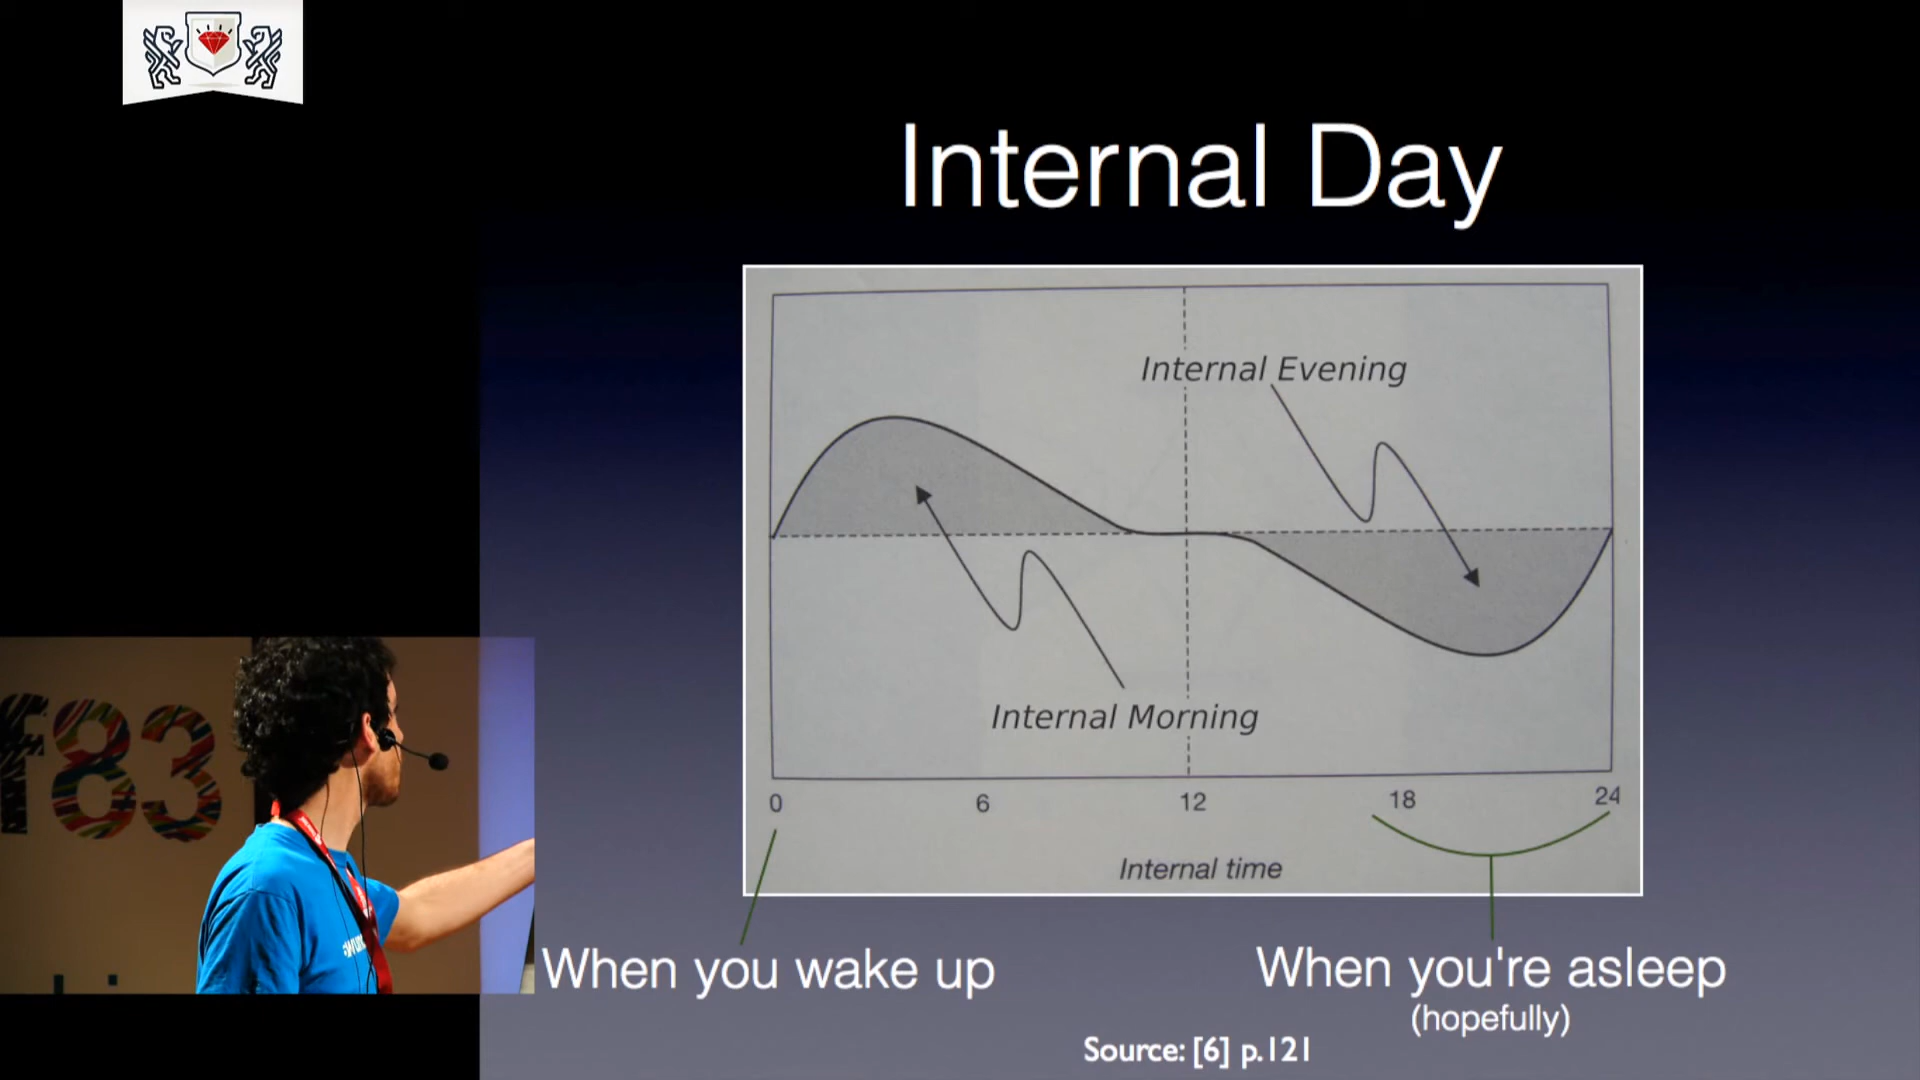 Internal Day
Internal Evening
Internal Morning
0 6 12 18 24
Internal time
When you wake up
When you're asleep
(hopefully)
Source: [6] p.121
f83